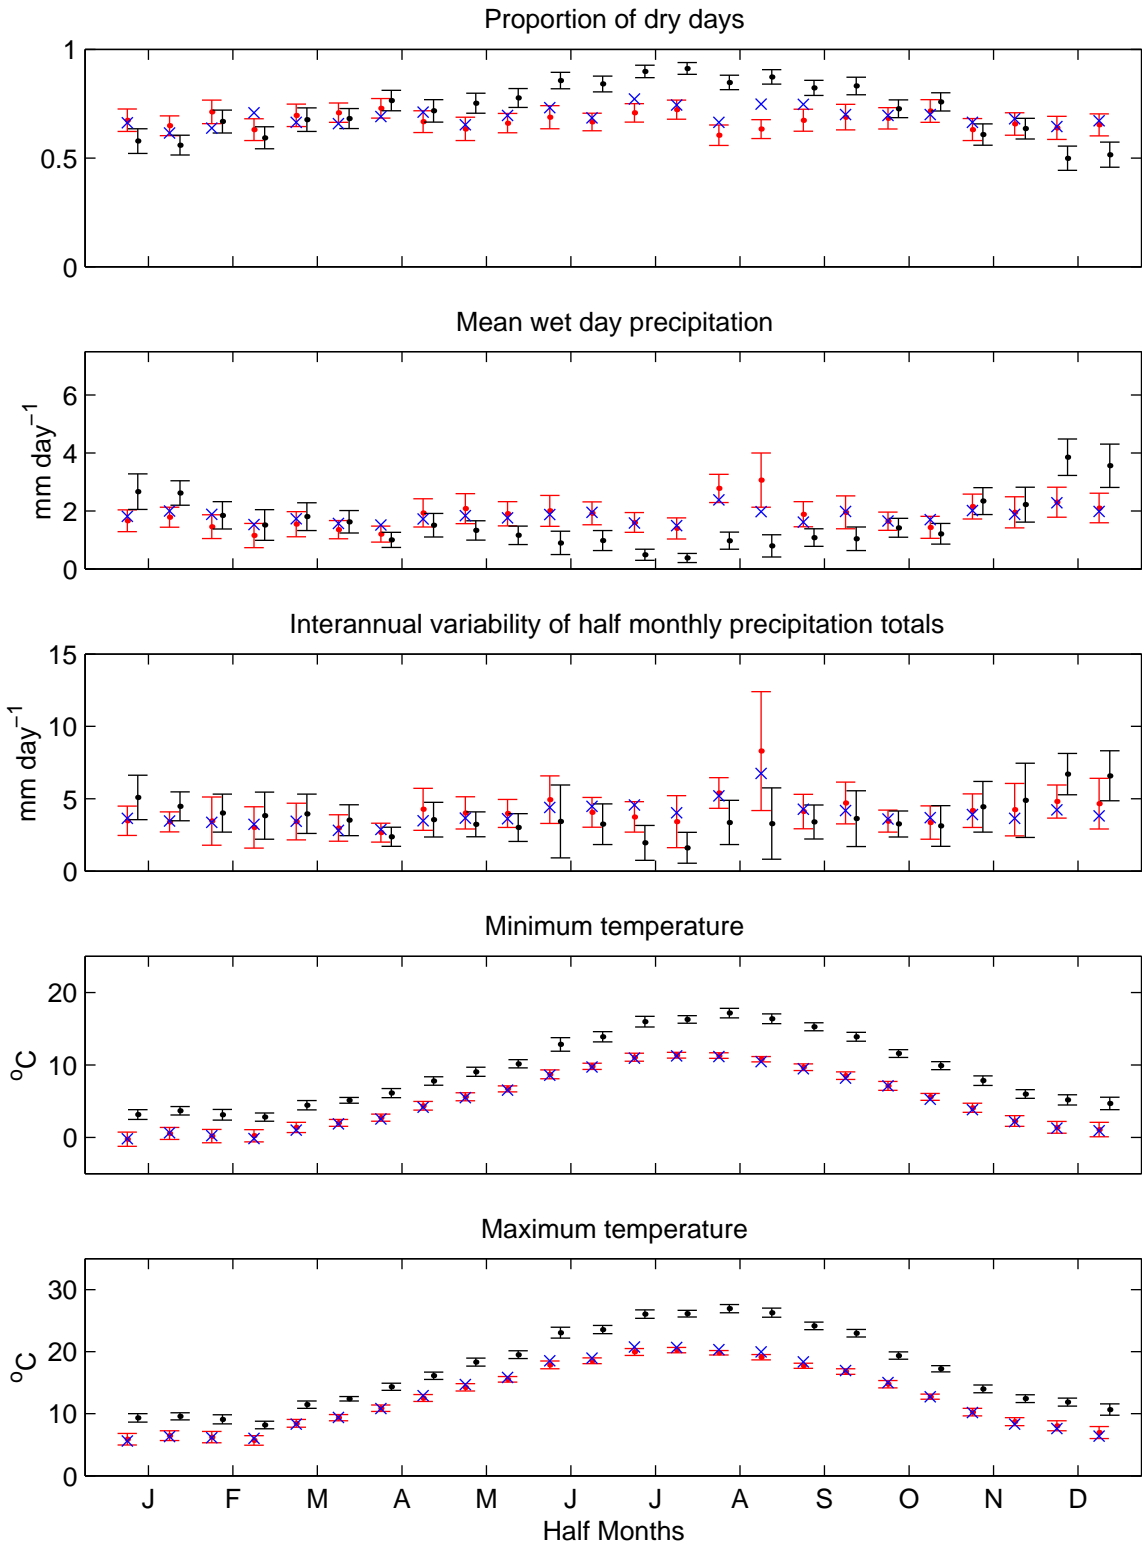 Proportion of dry days
1
0.5
0
Mean wet day precipitation
6
4
2
0
mm day⁻¹
Interannual variability of half monthly precipitation totals
15
10
5
0
mm day⁻¹
Minimum temperature
20
10
0
ºC
Maximum temperature
30
20
10
0
ºC
J F M A M J J A S O N D
Half Months